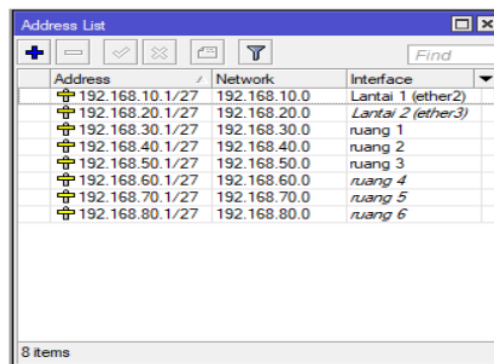 Address List
Find
Address Network Interface
192.168.10.1/27 192.168.10.0 Lantai 1 (ether2)
192.168.20.1/27 192.168.20.0 Lantai 2 (ether3)
192.168.30.1/27 192.168.30.0 ruang 1
192.168.40.1/27 192.168.40.0 ruang 2
192.168.50.1/27 192.168.50.0 ruang 3
192.168.60.1/27 192.168.60.0 ruang 4
192.168.70.1/27 192.168.70.0 ruang 5
192.168.80.1/27 192.168.80.0 ruang 6
8 items